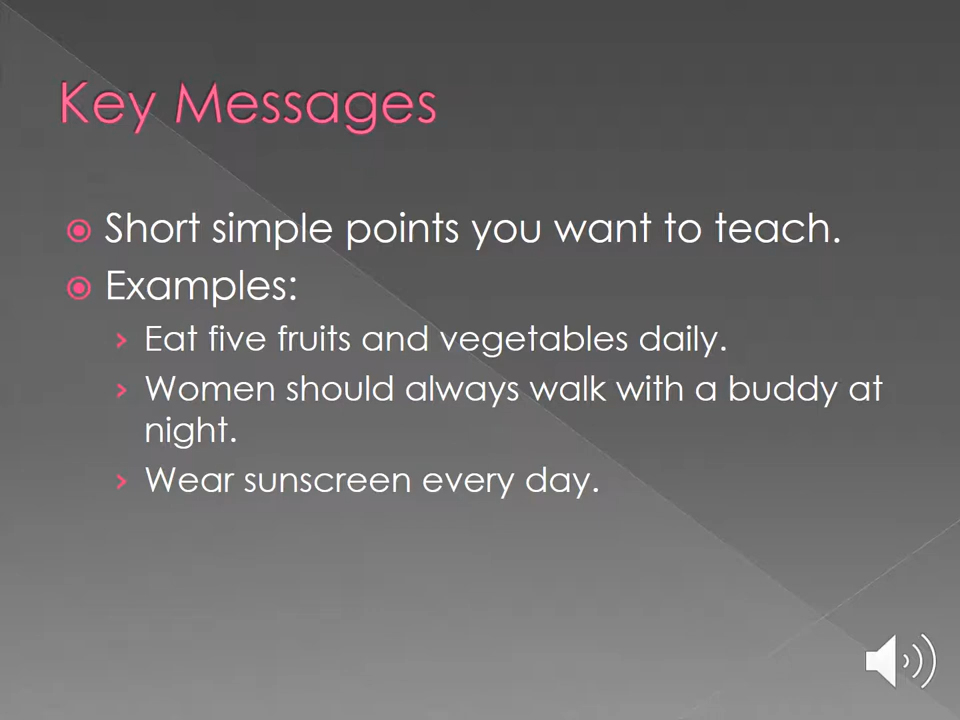 Key Messages
Short simple points you want to teach.
Examples:
Eat five fruits and vegetables daily.
Women should always walk with a buddy at
night.
Wear sunscreen every day.